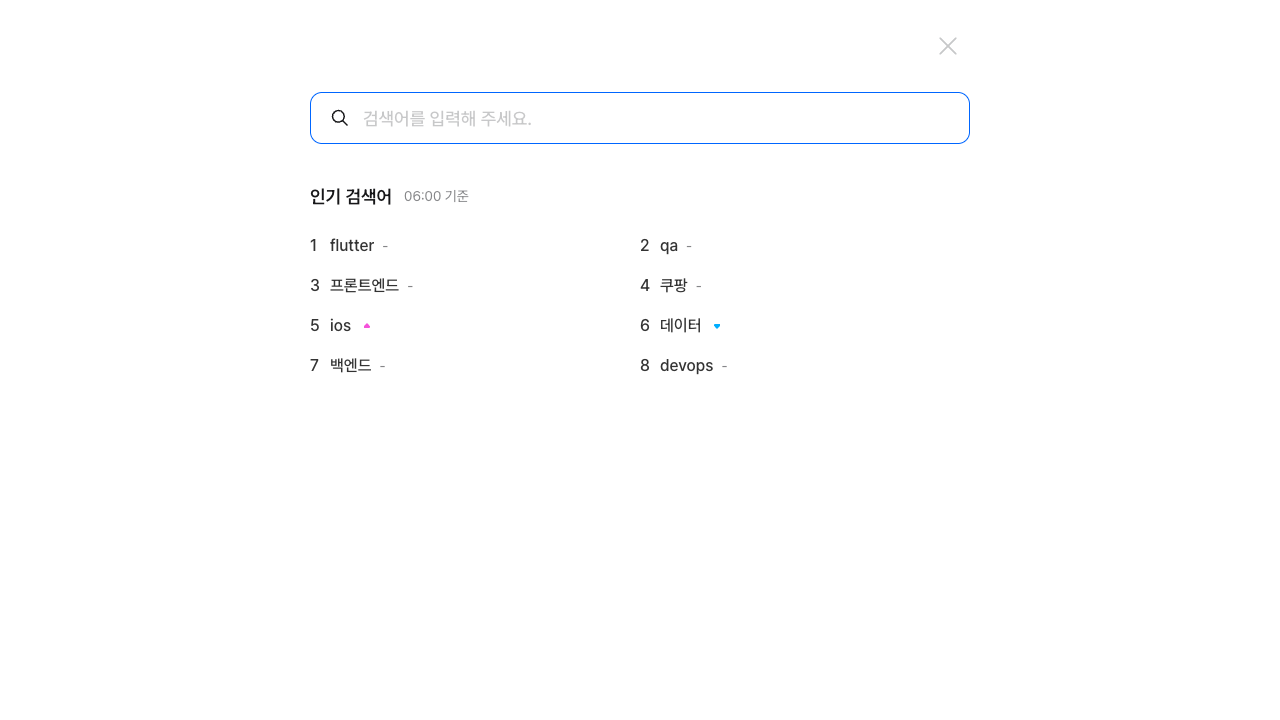 검색어를 입력해 주세요.
인기 검색어 06:00 기준
1 flutter -
2 qa -
3 프론트엔드 -
4 쿠팡 -
5 ios
6 데이터
7 백엔드 -
8 devops -